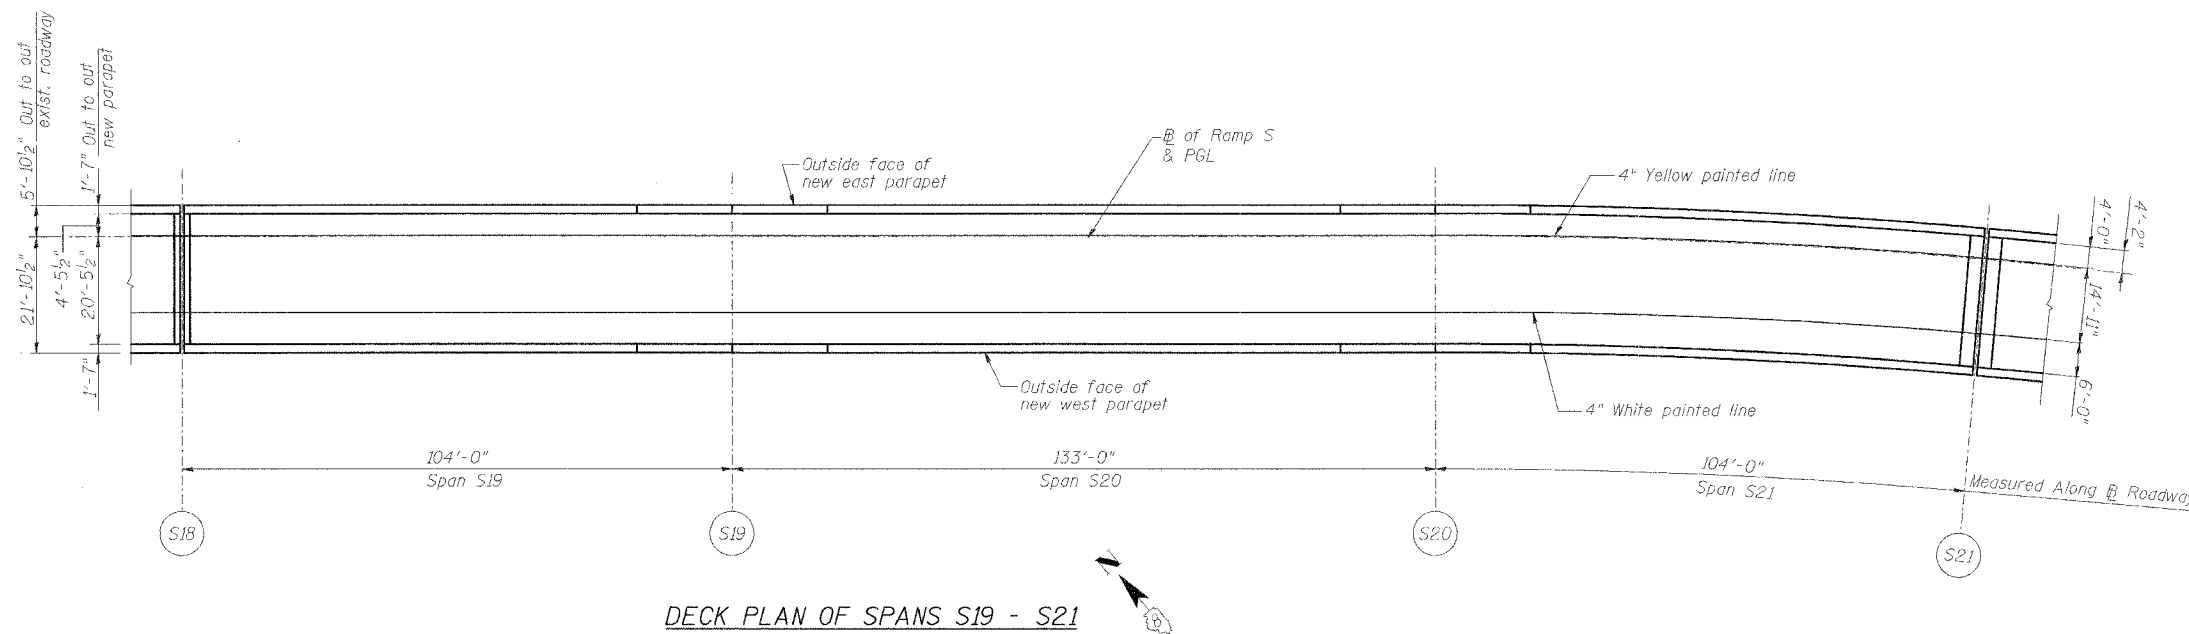 5'-10½" Out to out
exist. roadway
1'-7" Out to out
new parapet
21'-10½"
4'-5½"
20'-5½"
1'-7"
Outside face of
new east parapet
℄ of Ramp S
& PGL
4" Yellow painted line
4'-0"
4'-2"
14'-11"
6'-0"
Outside face of
new west parapet
4" White painted line
104'-0"
Span S19
133'-0"
Span S20
104'-0"
Span S21
Measured Along ℄ Roadway
S18
S19
S20
S21
N
B
DECK PLAN OF SPANS S19 - S21